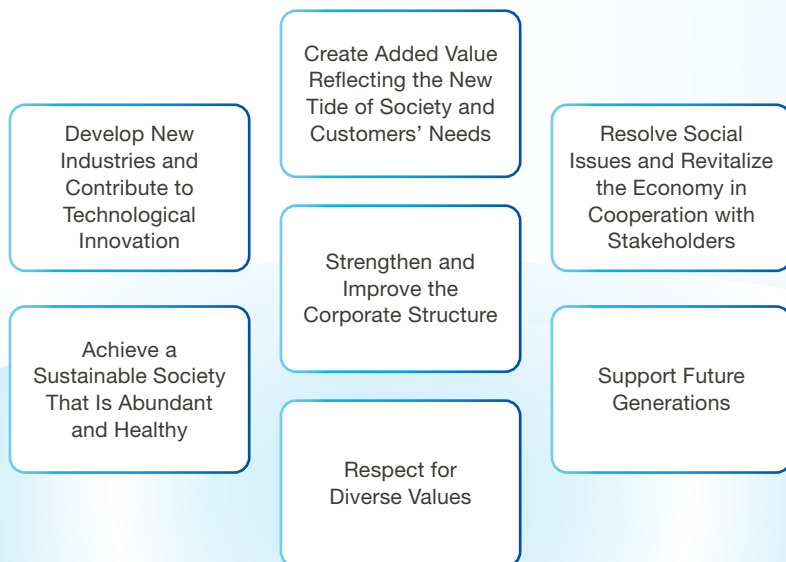 Create Added Value
Reflecting the New
Tide of Society and
Customers’ Needs
Develop New
Industries and
Contribute to
Technological
Innovation
Resolve Social
Issues and Revitalize
the Economy in
Cooperation with
Stakeholders
Strengthen and
Improve the
Corporate Structure
Achieve a
Sustainable Society
That Is Abundant
and Healthy
Support Future
Generations
Respect for
Diverse Values